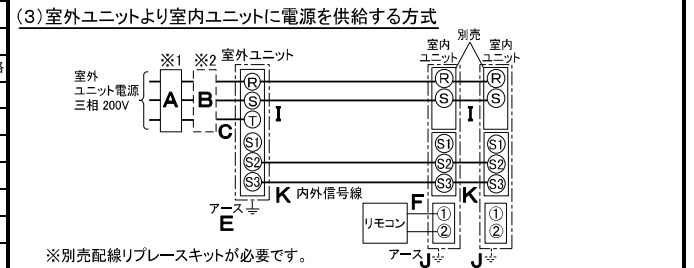 (3)室外ユニットより室内ユニットに電源を供給する方式
別売
※1 ※2 室外ユニット
室内
ユニット
室内
ユニット
室外
ユニット電源
三相 200V
A B C
R S T S1 S2 S3
I
R S S1 S2 S3 ① ②
I
R S S1 S2 S3 ① ②
K 内外信号線
K
F
リモコン
アース
E
アース J
J
※別売配線リプレースキットが必要です。